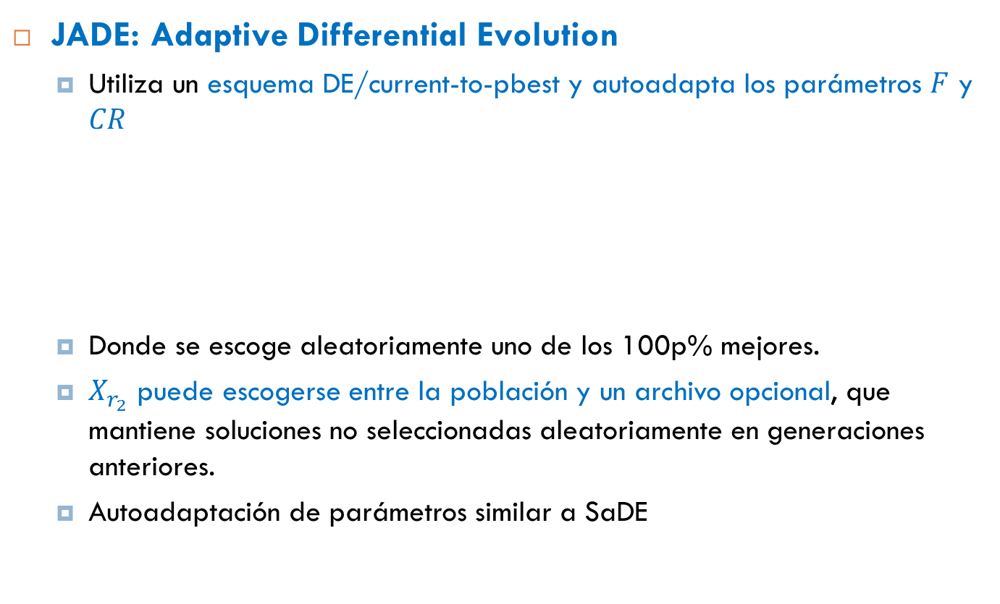 JADE: Adaptive Differential Evolution
Utiliza un esquema DE/current-to-pbest y autoadapta los parámetros F y
CR
Donde se escoge aleatoriamente uno de los 100p% mejores.
X_{r_2} puede escogerse entre la población y un archivo opcional, que
mantiene soluciones no seleccionadas aleatoriamente en generaciones
anteriores.
Autoadaptación de parámetros similar a SaDE